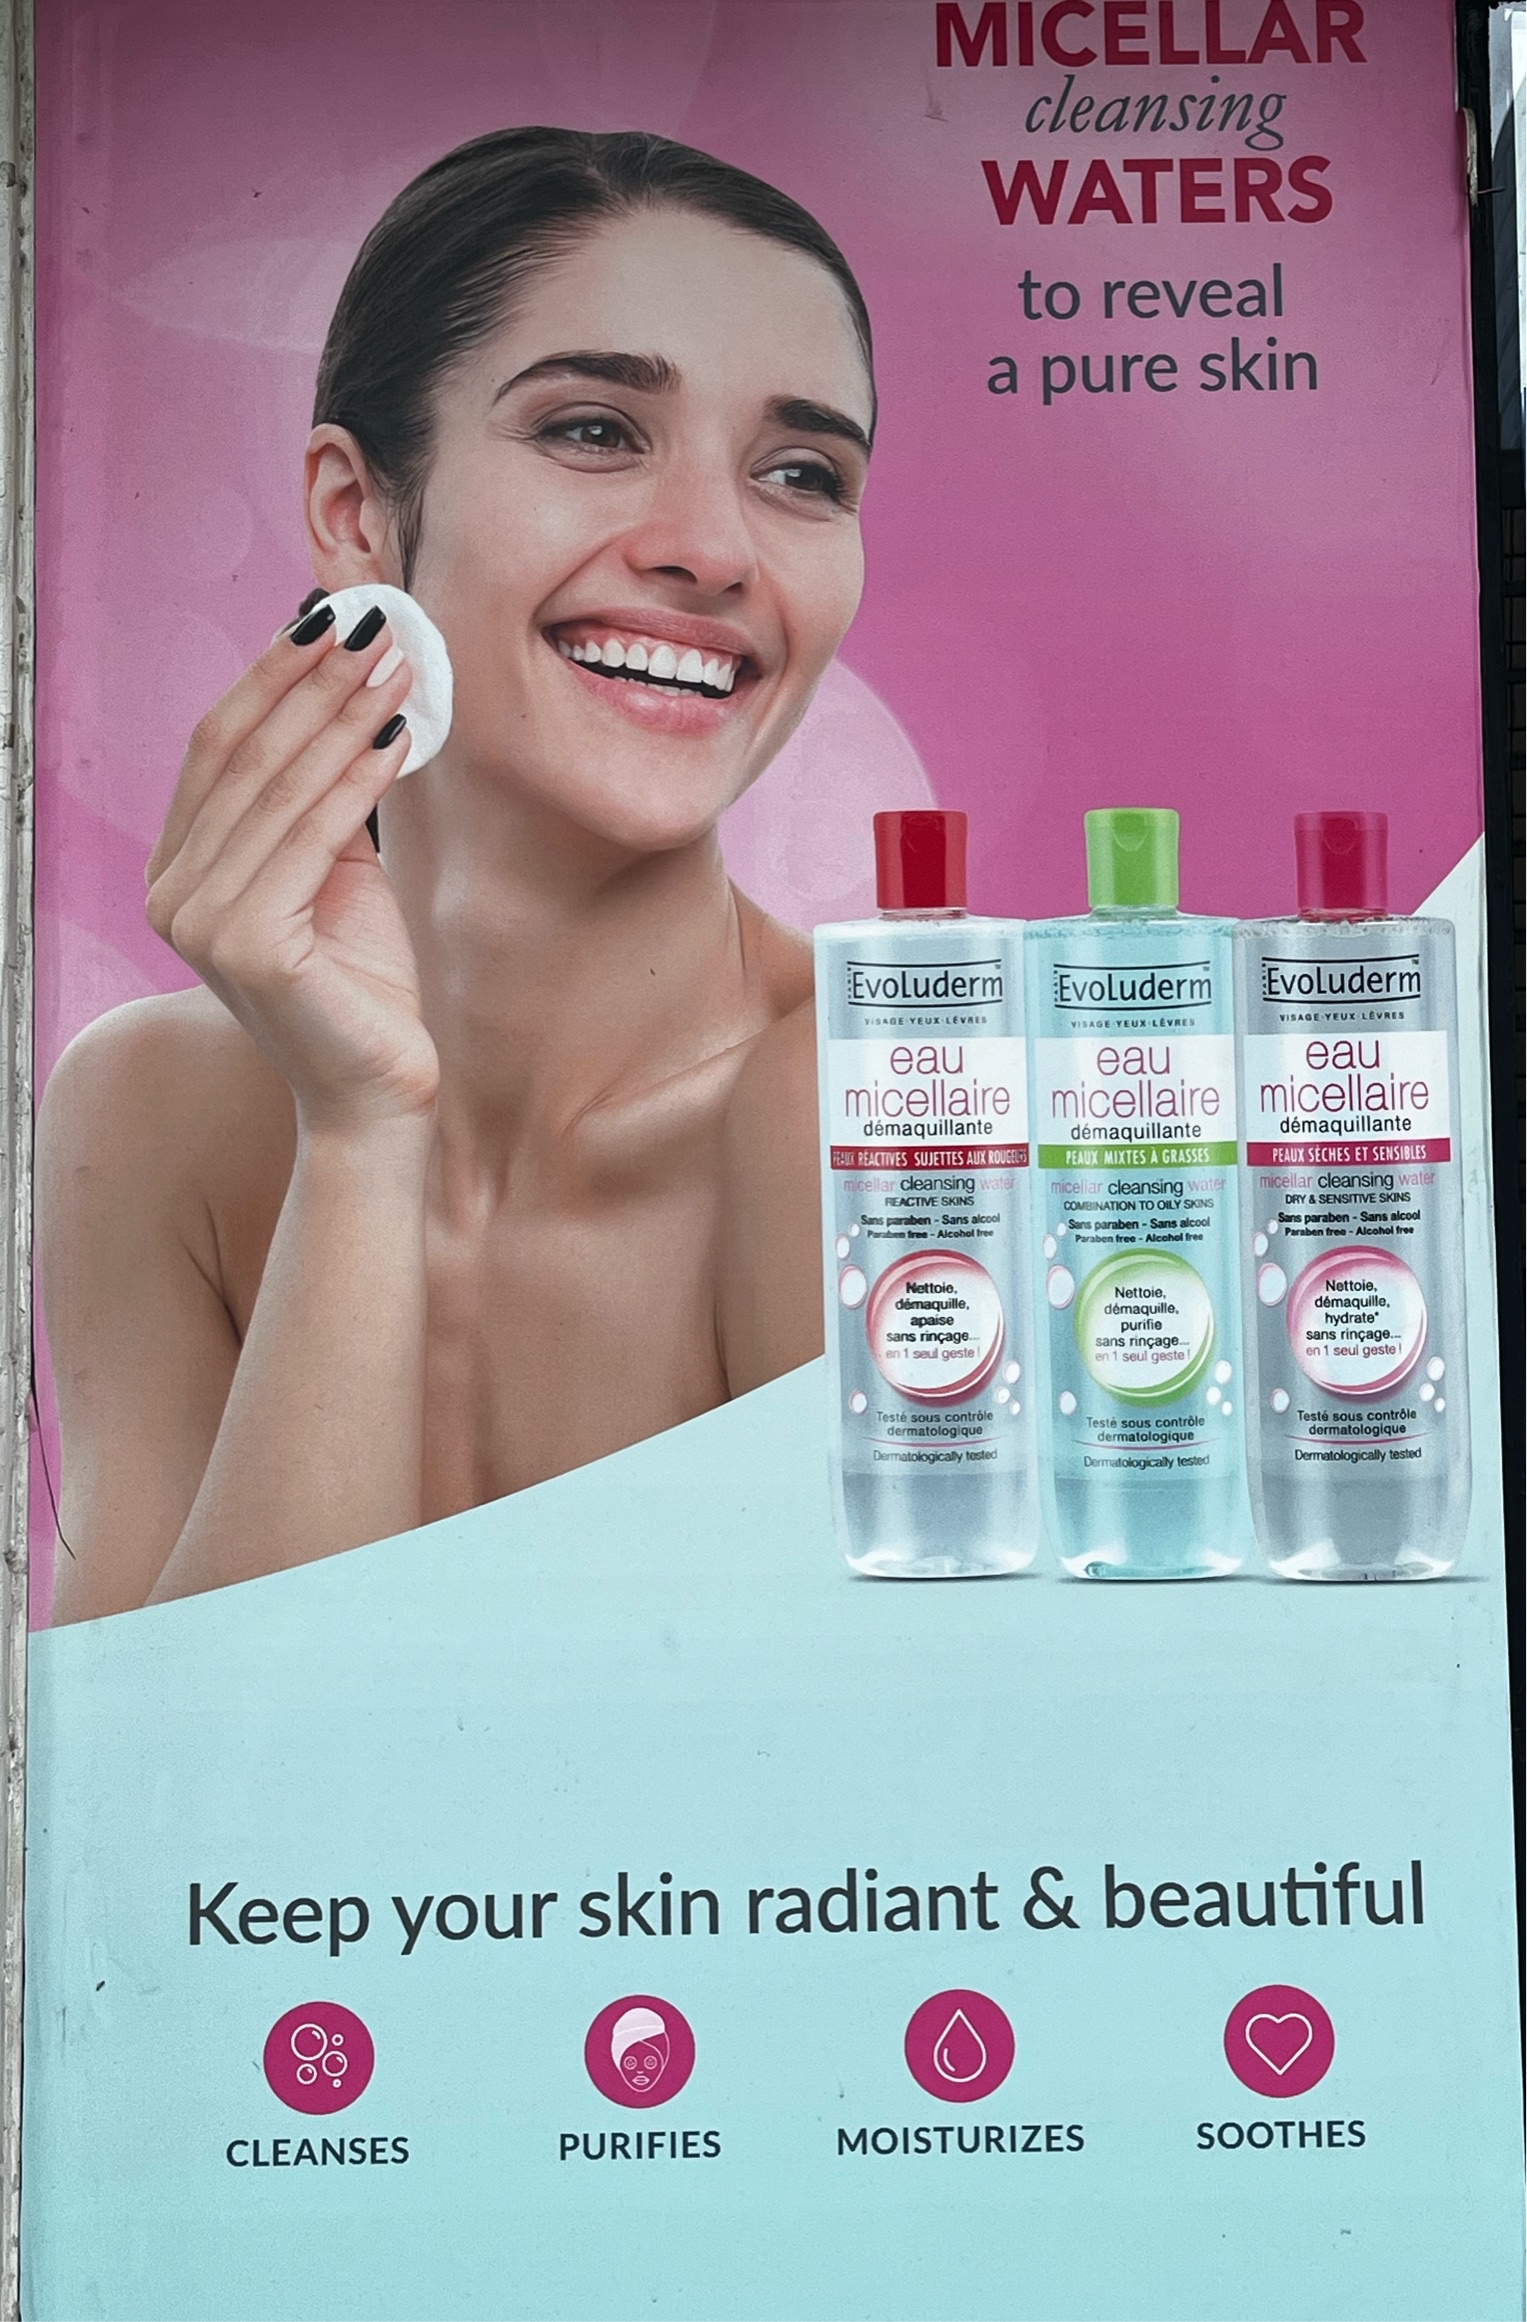 MICELLAR
cleansing
WATERS
to reveal
a pure skin
Evoluderm™
VISAGE·YEUX·LÈVRES
eau
micellaire
démaquillante
PEAUX RÉACTIVES SUJETTES AUX ROUGEURS
micellar cleansing water
REACTIVE SKINS
Sans paraben - Sans alcool
Paraben free - Alcohol free
Nettoie,
démaquille,
apaise
sans rinçage...
en 1 seul geste !
Testé sous contrôle
dermatologique
Dermatologically tested
Evoluderm™
VISAGE·YEUX·LÈVRES
eau
micellaire
démaquillante
PEAUX MIXTES À GRASSES
micellar cleansing water
COMBINATION TO OILY SKINS
Sans paraben - Sans alcool
Paraben free - Alcohol free
Nettoie,
démaquille,
purifie
sans rinçage...
en 1 seul geste !
Testé sous contrôle
dermatologique
Dermatologically tested
Evoluderm™
VISAGE·YEUX·LÈVRES
eau
micellaire
démaquillante
PEAUX SÈCHES ET SENSIBLES
micellar cleansing water
DRY & SENSITIVE SKINS
Sans paraben - Sans alcool
Paraben free - Alcohol free
Nettoie,
démaquille,
hydrate*
sans rinçage...
en 1 seul geste !
Testé sous contrôle
dermatologique
Dermatologically tested
Keep your skin radiant & beautiful
CLEANSES
PURIFIES
MOISTURIZES
SOOTHES